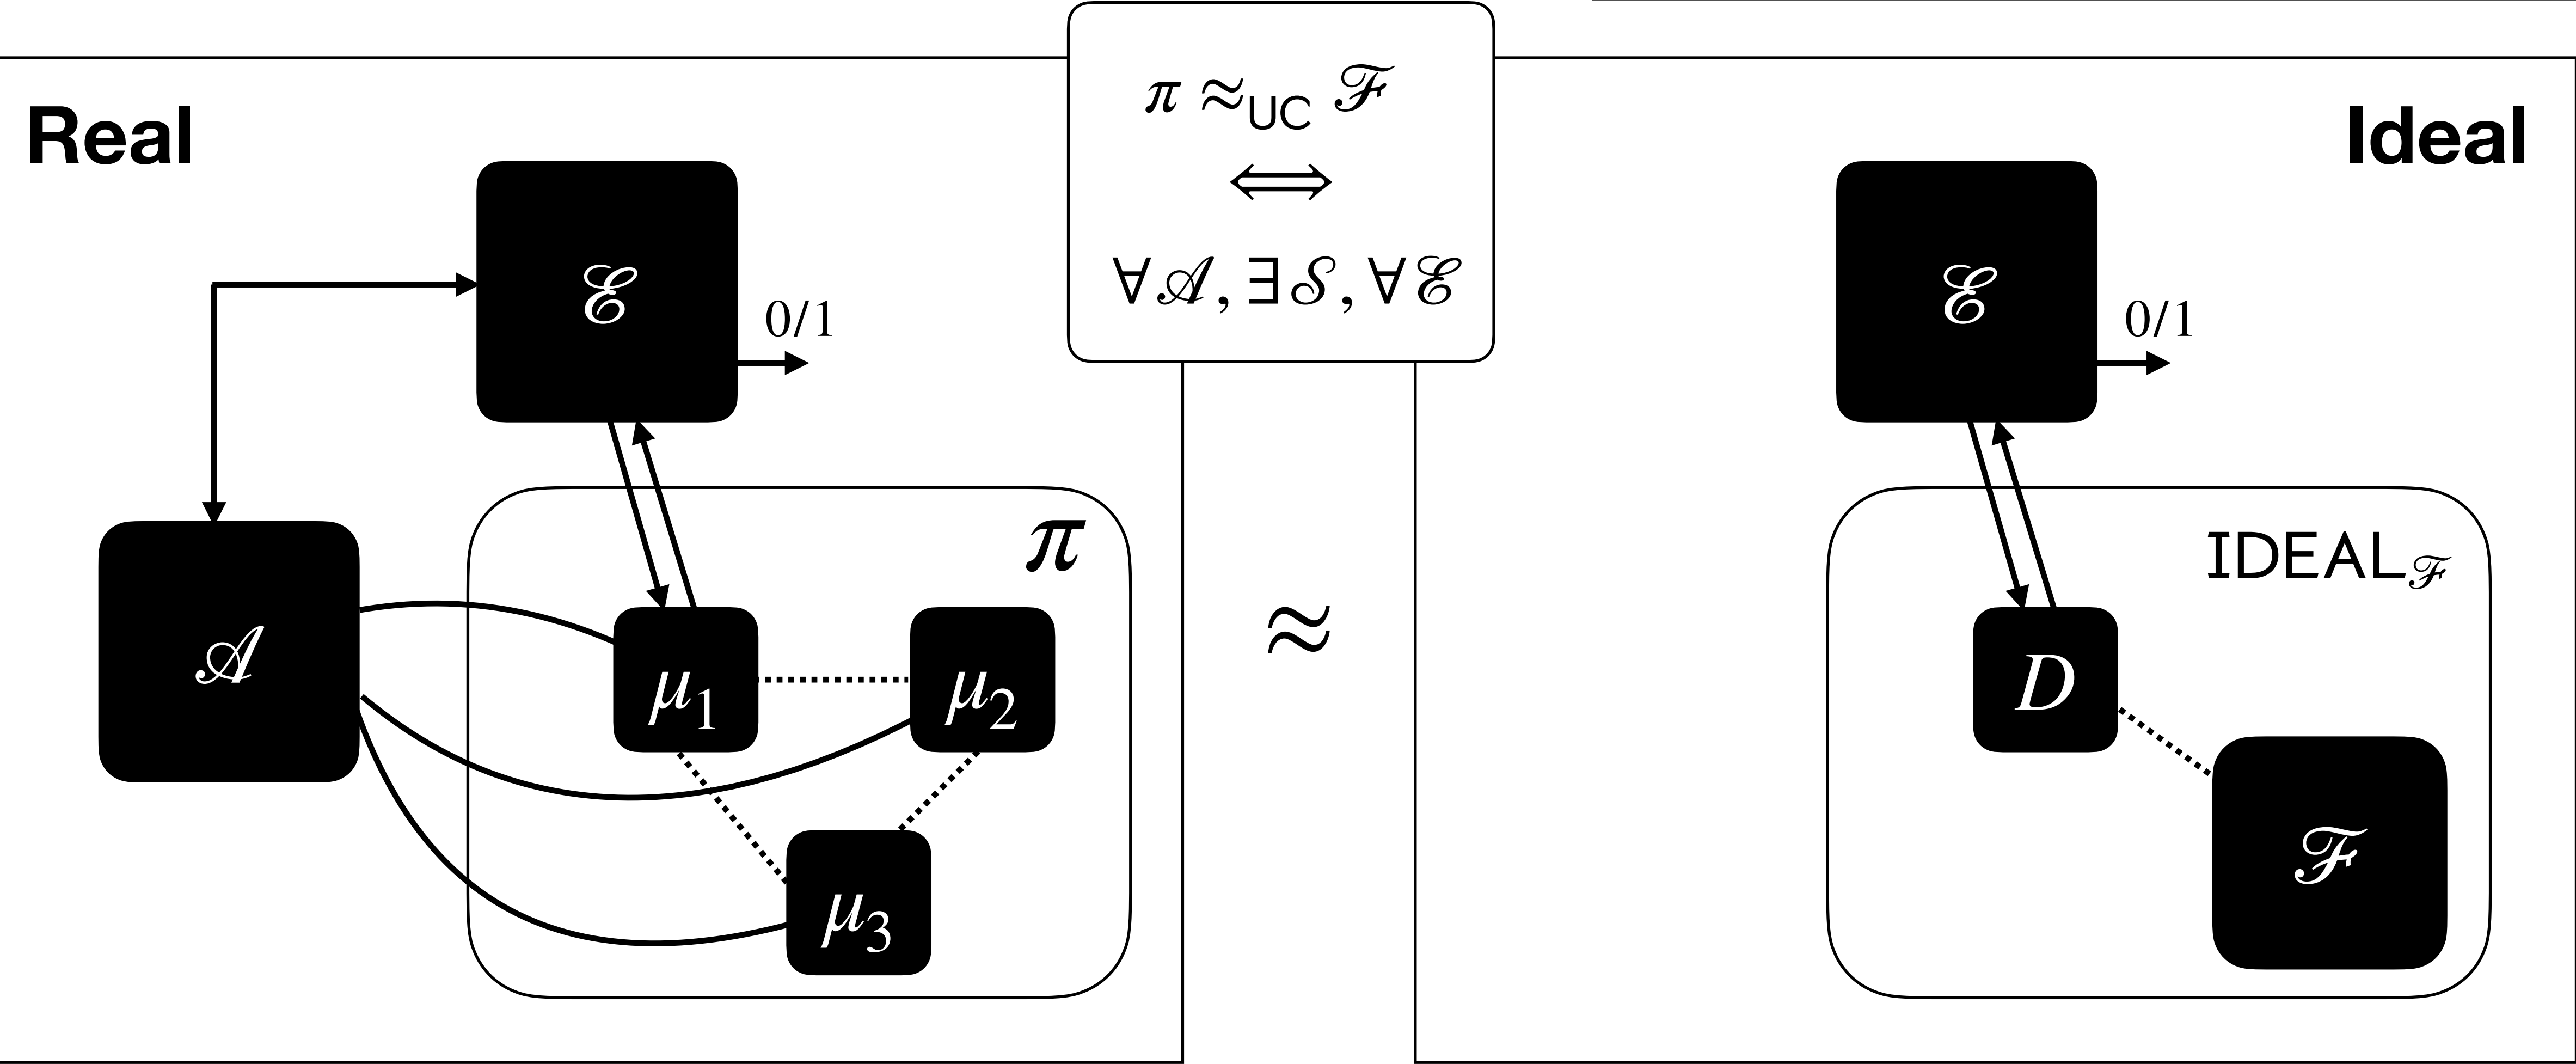 Real
π ≈UC ℱ
⟺
∀𝒜, ∃𝒮, ∀ℰ
Ideal
ℰ
0/1
ℰ
0/1
π
IDEALℱ
𝒜
μ1
μ2
≈
D
μ3
ℱ